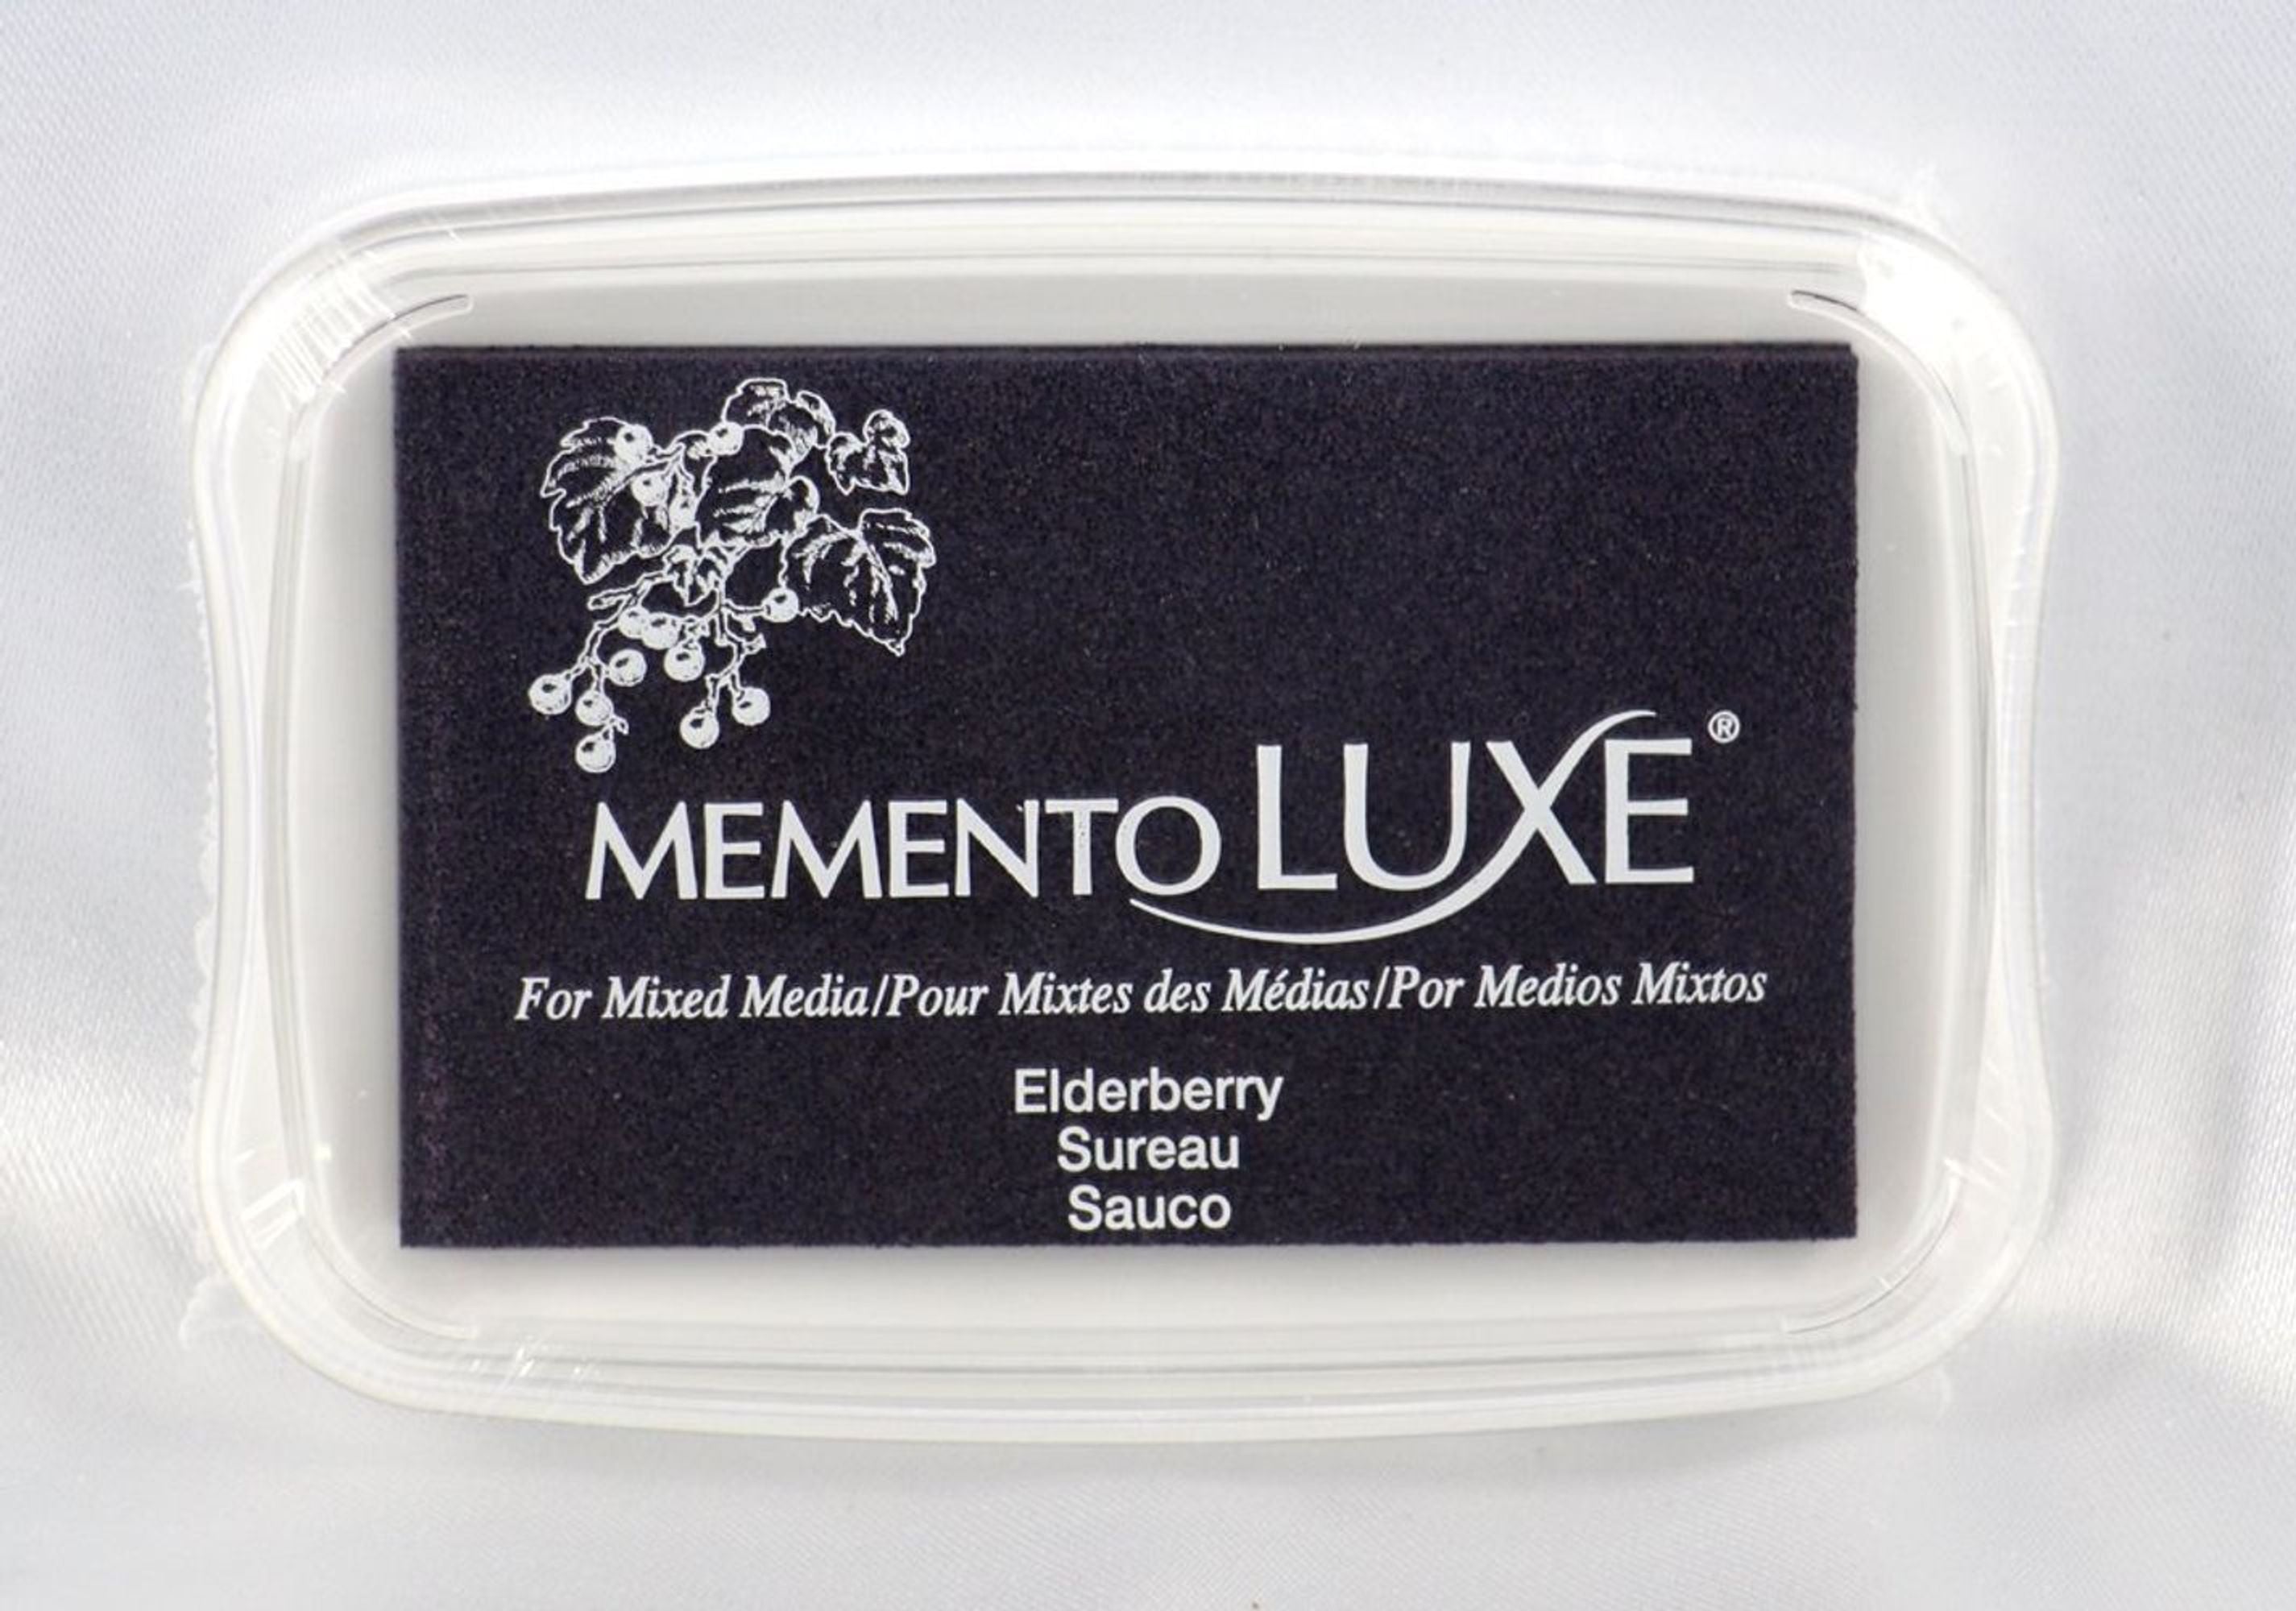 MEMENTO LUXE®
For Mixed Media/Pour Mixtes des Médias/Por Medios Mixtos
Elderberry
Sureau
Sauco